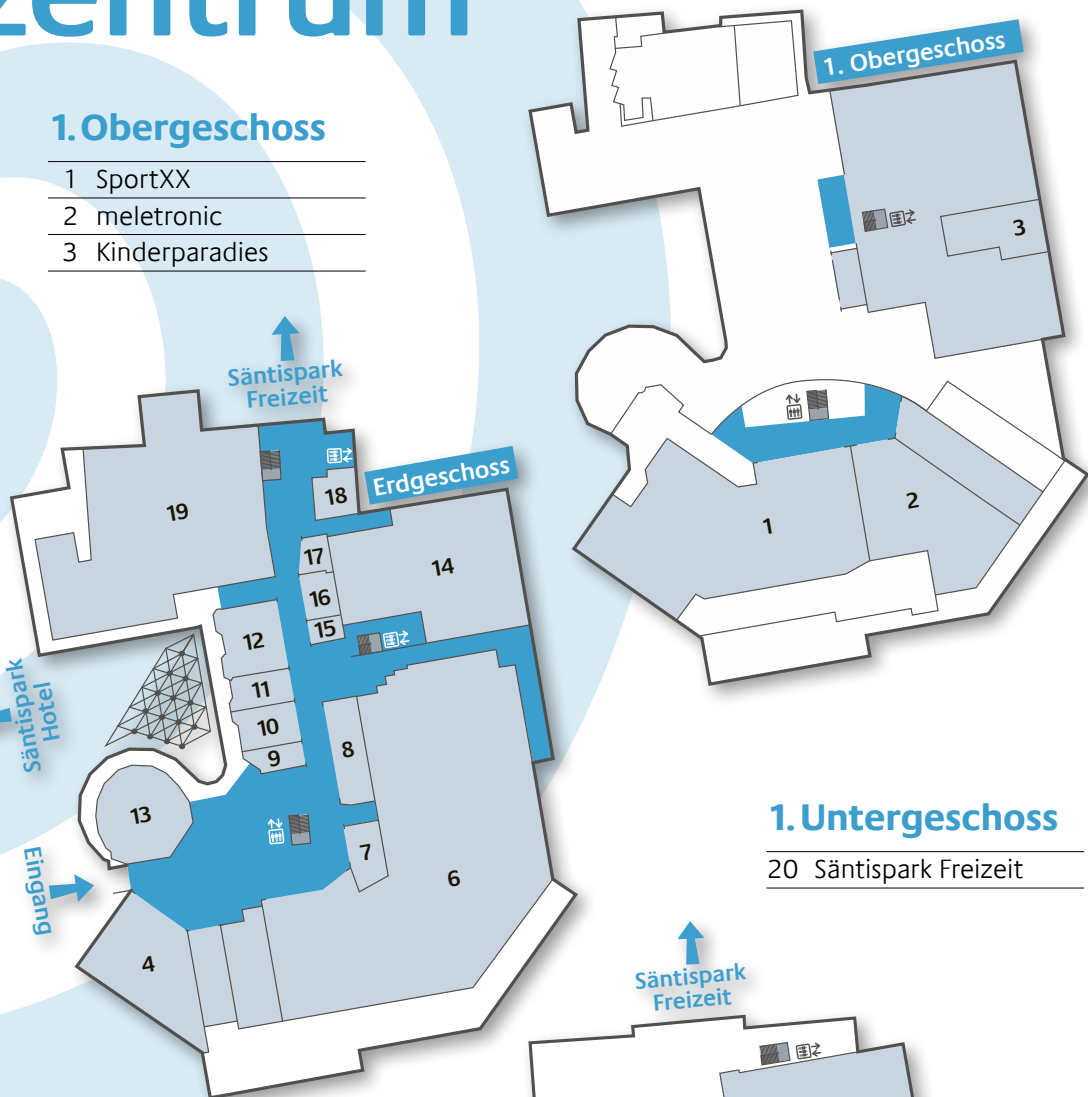 zentrum
1. Obergeschoss
1 SportXX
2 meletronic
3 Kinderparadies
1. Obergeschoss
3
1
2
Säntispark
Freizeit
Erdgeschoss
19
18
17
14
16
15
12
11
10
9
8
13
7
6
4
Säntispark
Hotel
Eingang
1. Untergeschoss
20 Säntispark Freizeit
Säntispark
Freizeit